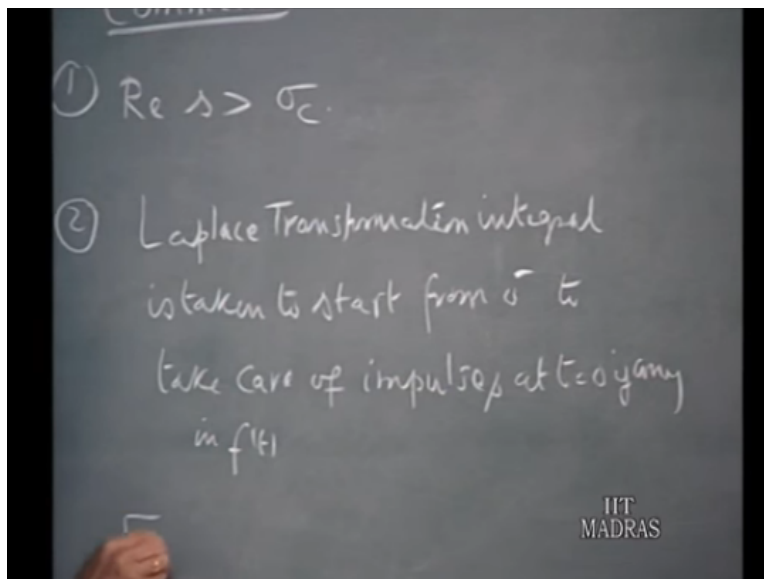 ① Re s > σc.
② Laplace Transformation integral
is taken to start from 0⁻ to
take care of impulses at t=0 if any
in f(t)
IIT
MADRAS